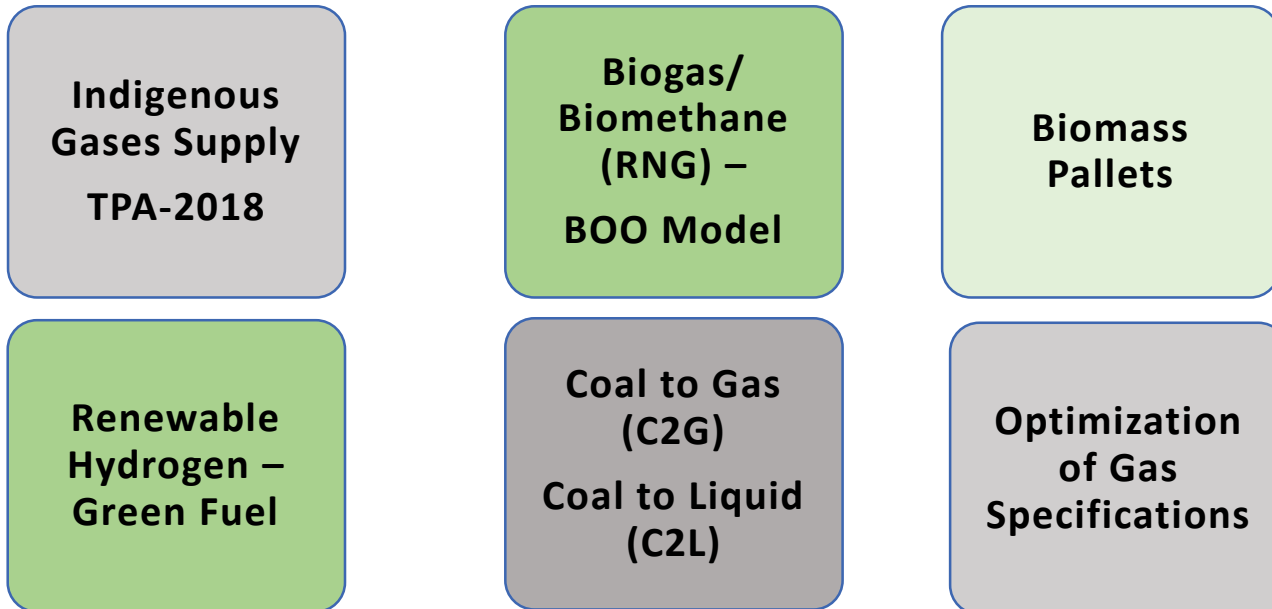 Indigenous
Gases Supply
TPA-2018
Biogas/
Biomethane
(RNG) –
BOO Model
Biomass
Pallets
Renewable
Hydrogen –
Green Fuel
Coal to Gas
(C2G)
Coal to Liquid
(C2L)
Optimization
of Gas
Specifications